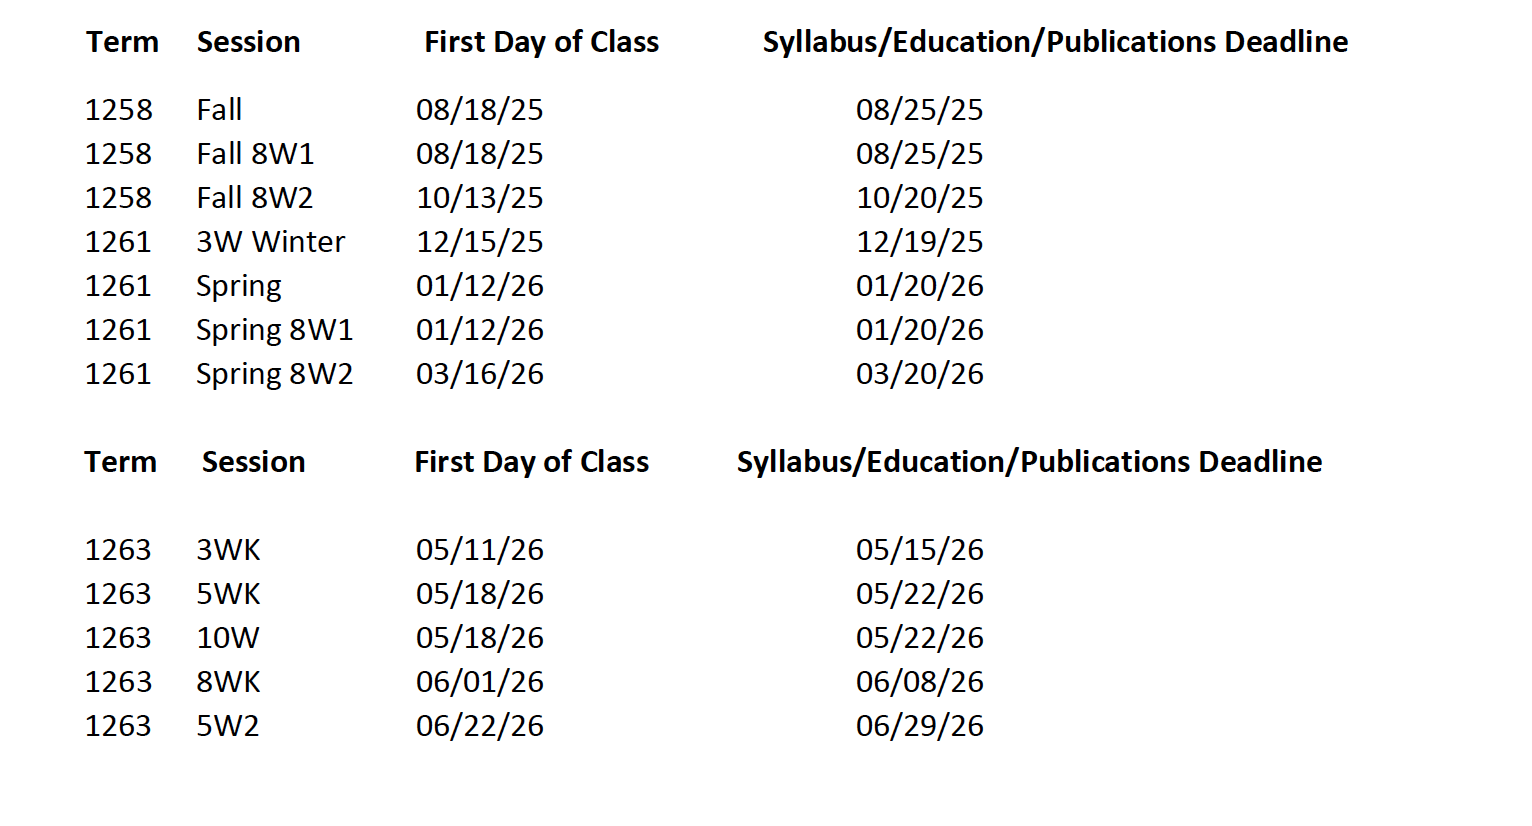 Term Session First Day of Class Syllabus/Education/Publications Deadline
1258 Fall 08/18/25 08/25/25
1258 Fall 8W1 08/18/25 08/25/25
1258 Fall 8W2 10/13/25 10/20/25
1261 3W Winter 12/15/25 12/19/25
1261 Spring 01/12/26 01/20/26
1261 Spring 8W1 01/12/26 01/20/26
1261 Spring 8W2 03/16/26 03/20/26
Term Session First Day of Class Syllabus/Education/Publications Deadline
1263 3WK 05/11/26 05/15/26
1263 5WK 05/18/26 05/22/26
1263 10W 05/18/26 05/22/26
1263 8WK 06/01/26 06/08/26
1263 5W2 06/22/26 06/29/26